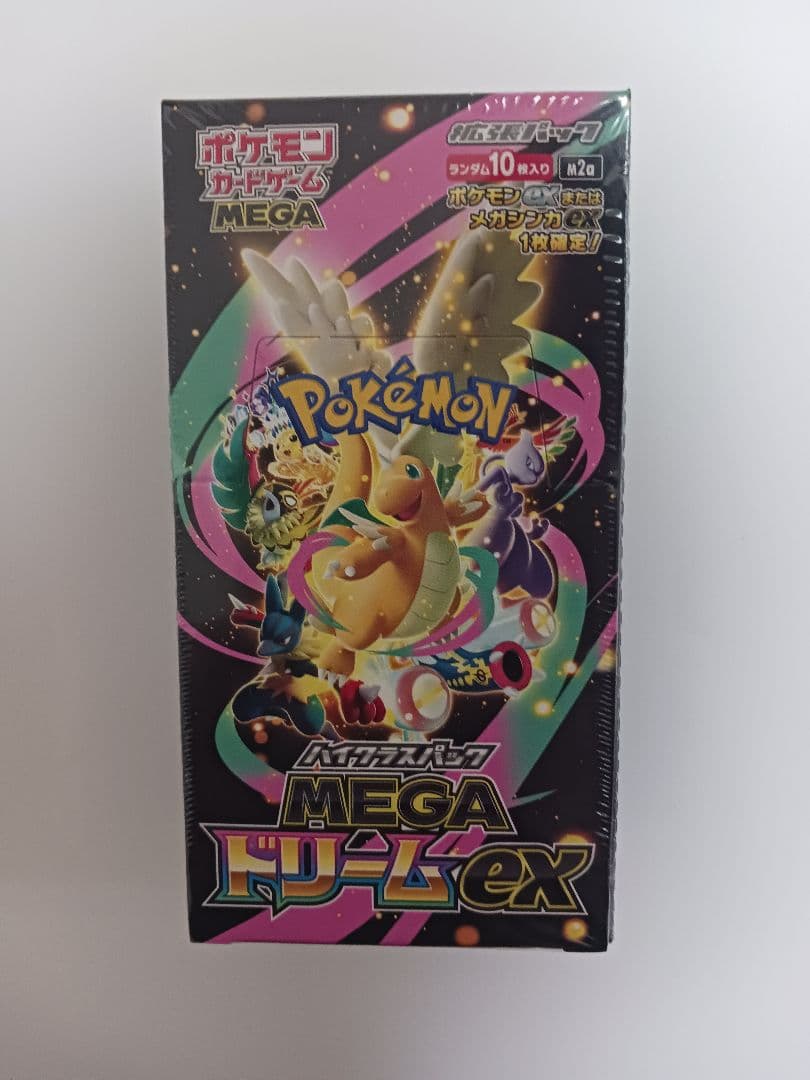 ポケモン
カードゲーム
MEGA
拡張パック
ランダム10枚入り
M2a
ポケモンexまたは
メガシンカex
1枚確定!
POKéMON
ハイクラスパック
MEGA
ドリームex